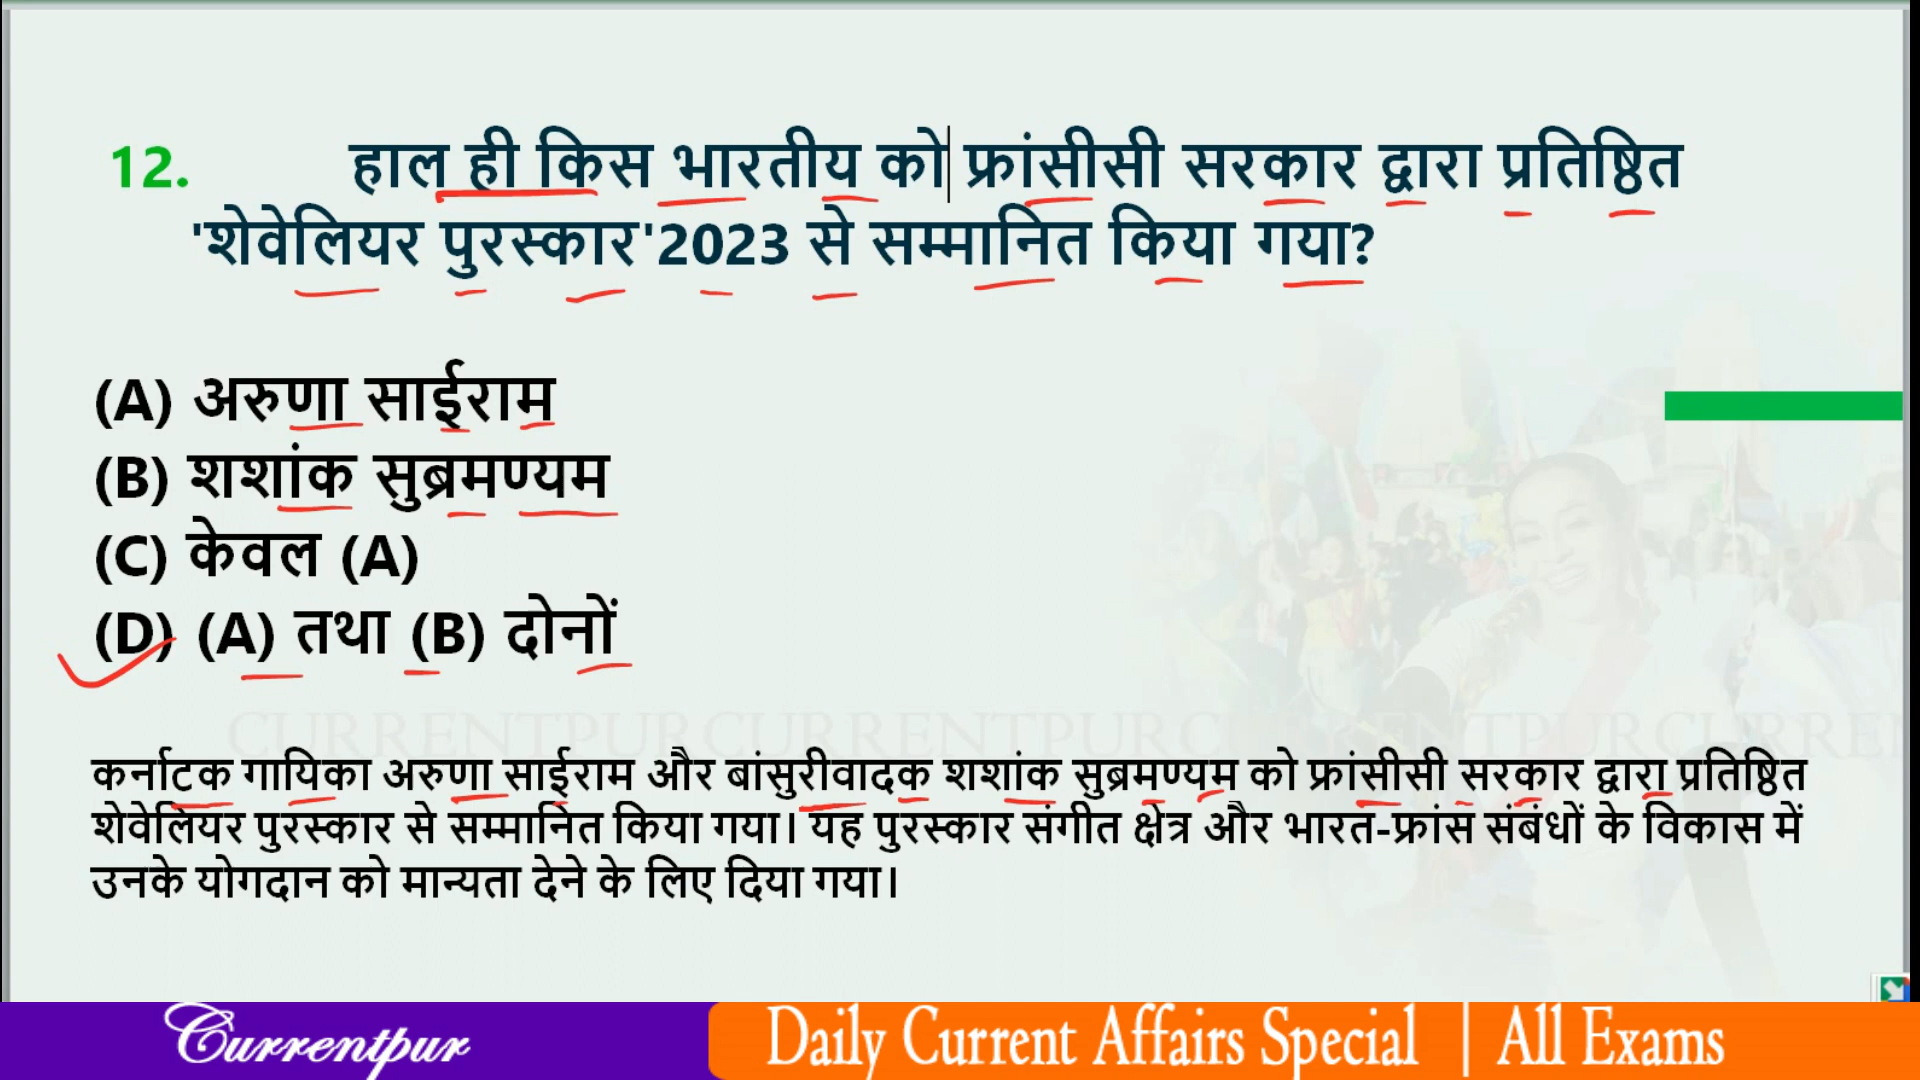 12. हाल ही किस भारतीय को फ्रांसीसी सरकार द्वारा प्रतिष्ठित
'शेवेलियर पुरस्कार'2023 से सम्मानित किया गया?
(A) अरुणा साईराम
(B) शशांक सुब्रमण्यम
(C) केवल (A)
(D) (A) तथा (B) दोनों
CURRENTPURCURRENTPURCURRENTPURCURREN
कर्नाटक गायिका अरुणा साईराम और बांसुरीवादक शशांक सुब्रमण्यम को फ्रांसीसी सरकार द्वारा प्रतिष्ठित
शेवेलियर पुरस्कार से सम्मानित किया गया। यह पुरस्कार संगीत क्षेत्र और भारत-फ्रांस संबंधों के विकास में
उनके योगदान को मान्यता देने के लिए दिया गया।
Currentpur
Daily Current Affairs Special | All Exams